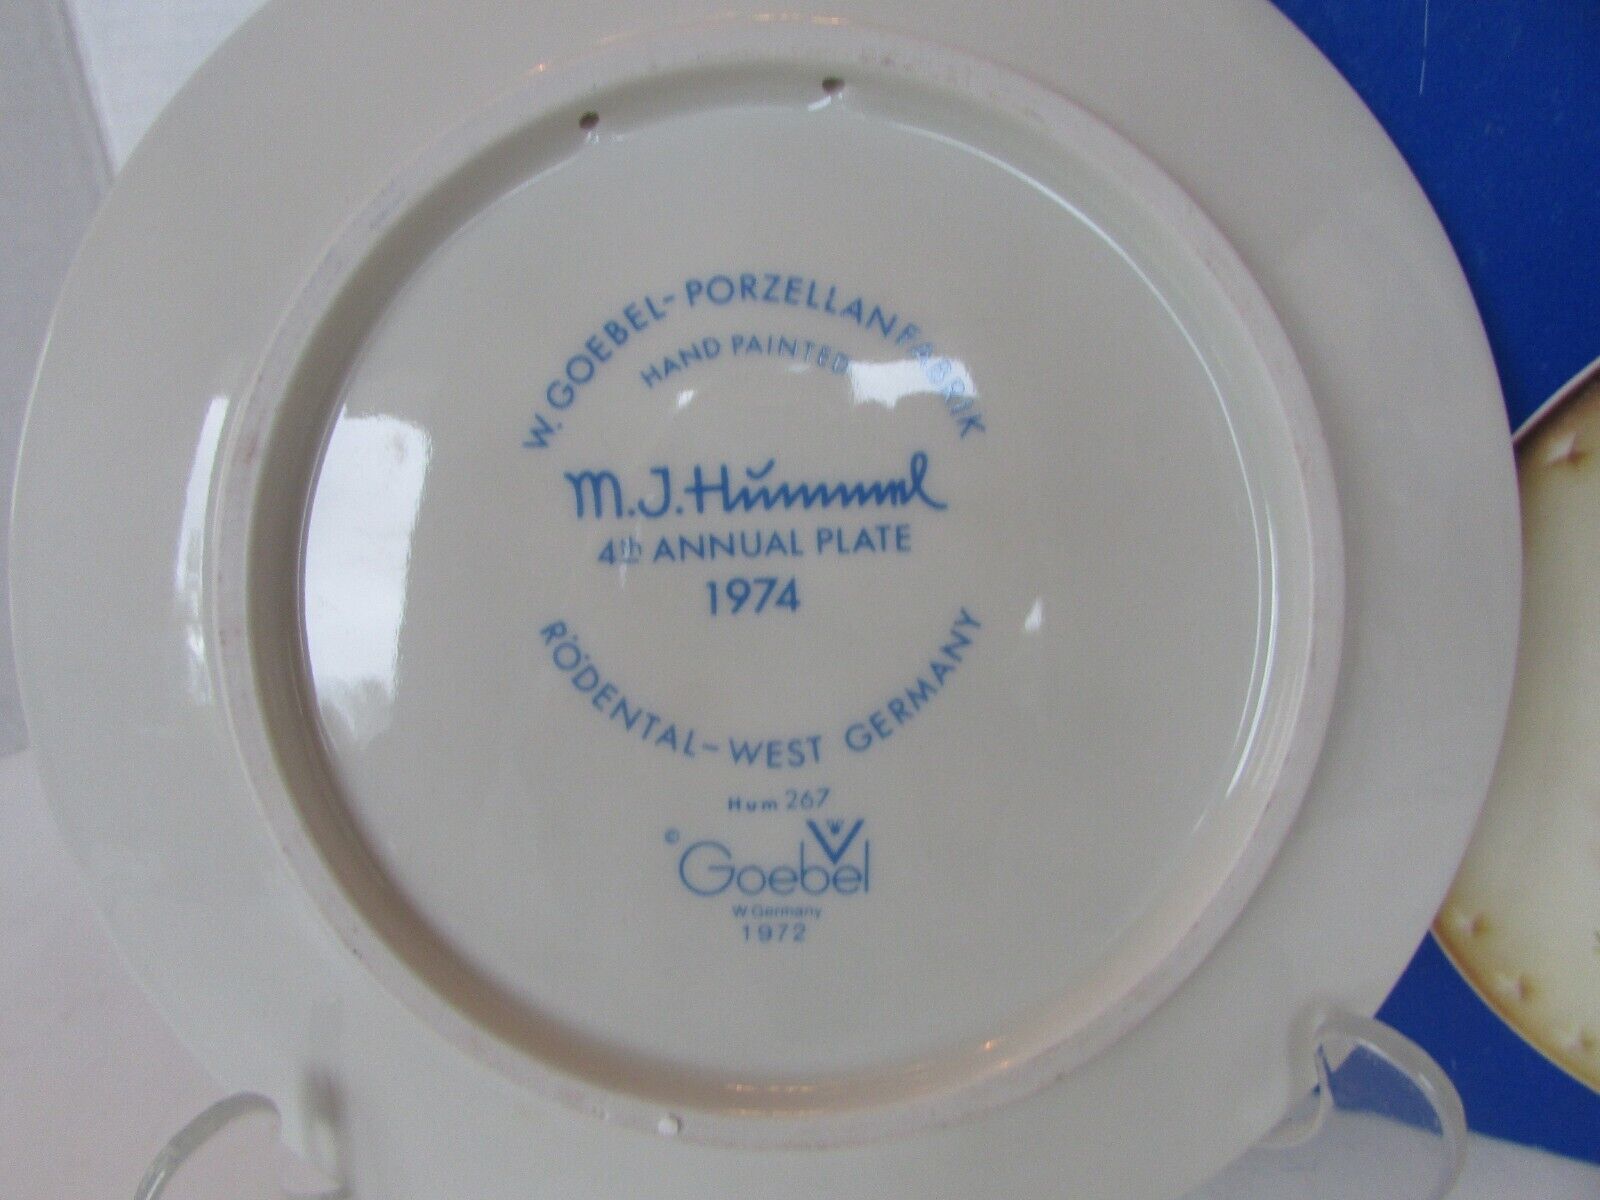 W. GOEBEL-PORZELLANFABRIK
HAND PAINTED
M.J. Hummel
4th ANNUAL PLATE
1974
RÖDENTAL-WEST GERMANY
Hum 267
© Goebel
W. Germany
1972